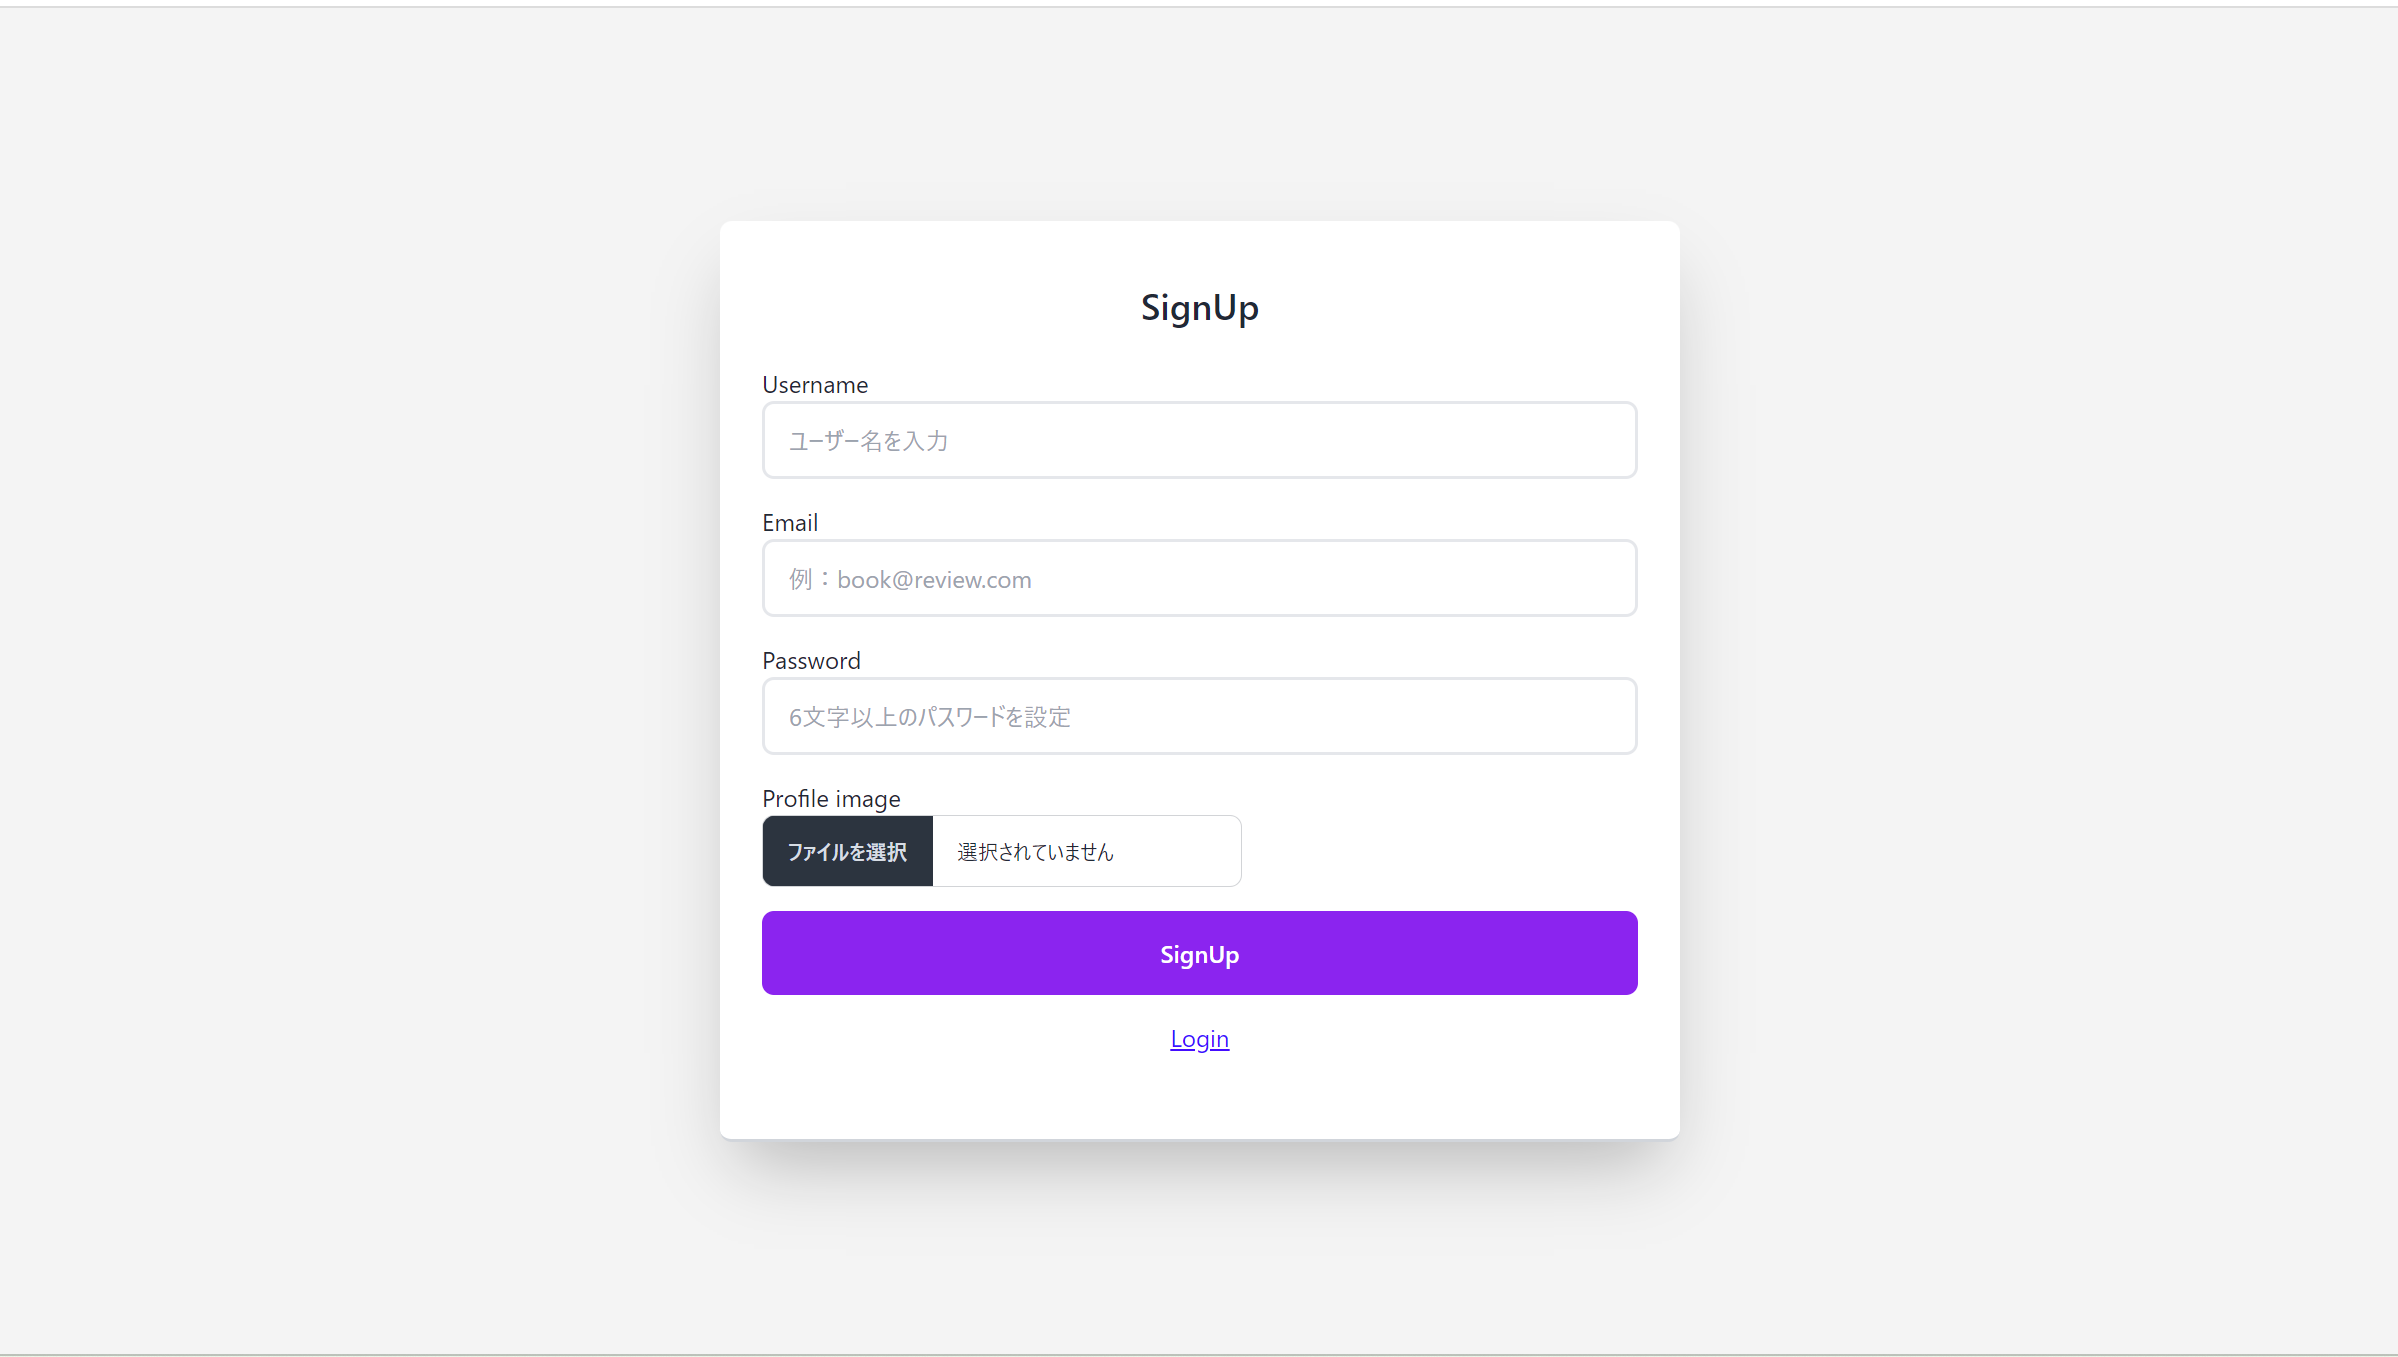 SignUp
Username
ユーザー名を入力
Email
例：book@review.com
Password
6文字以上のパスワードを設定
Profile image
ファイルを選択 選択されていません
SignUp
Login